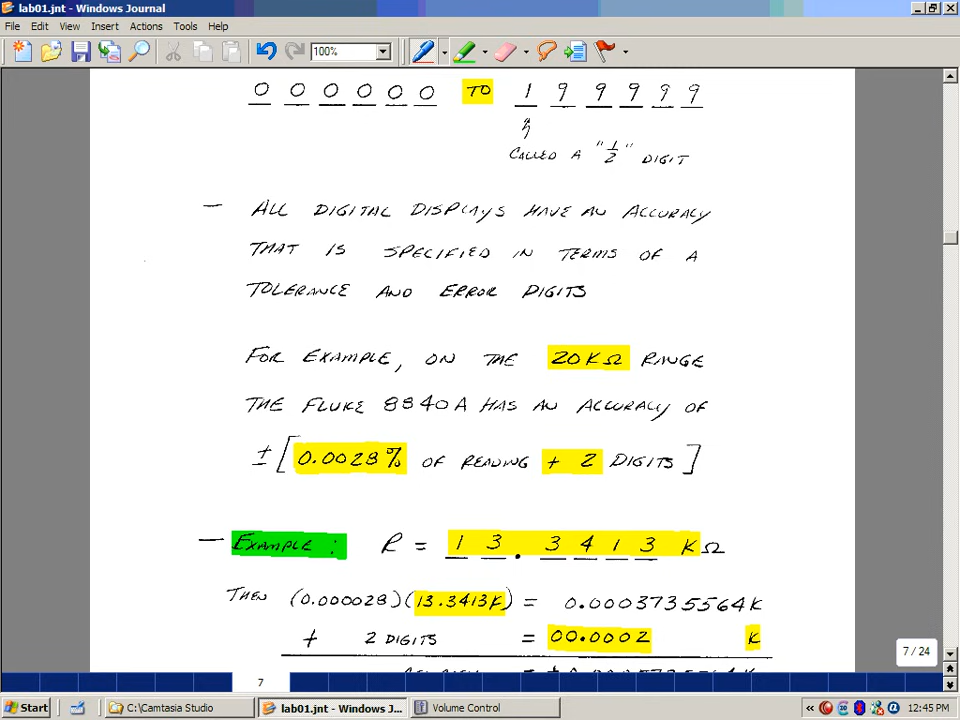 lab01.jnt - Windows Journal
File Edit View Insert Actions Tools Help
100%
0 0 0 0 0 0 TO 1 9 9 9 9 9
CALLED A "1/2" DIGIT
— ALL DIGITAL DISPLAYS HAVE AN ACCURACY
THAT IS SPECIFIED IN TERMS OF A
TOLERANCE AND ERROR DIGITS
FOR EXAMPLE, ON THE 20KΩ RANGE
THE FLUKE 8840A HAS AN ACCURACY OF
± [0.0028% OF READING + 2 DIGITS]
— EXAMPLE: R = 1 3 . 3 4 1 3 KΩ
THEN (0.000028)(13.3413K) = 0.0003735564K
+ 2 DIGITS = 00.0002 K
7 / 24
7
Start C:\Camtasia Studio lab01.jnt - Windows J... Volume Control « 12:45 PM